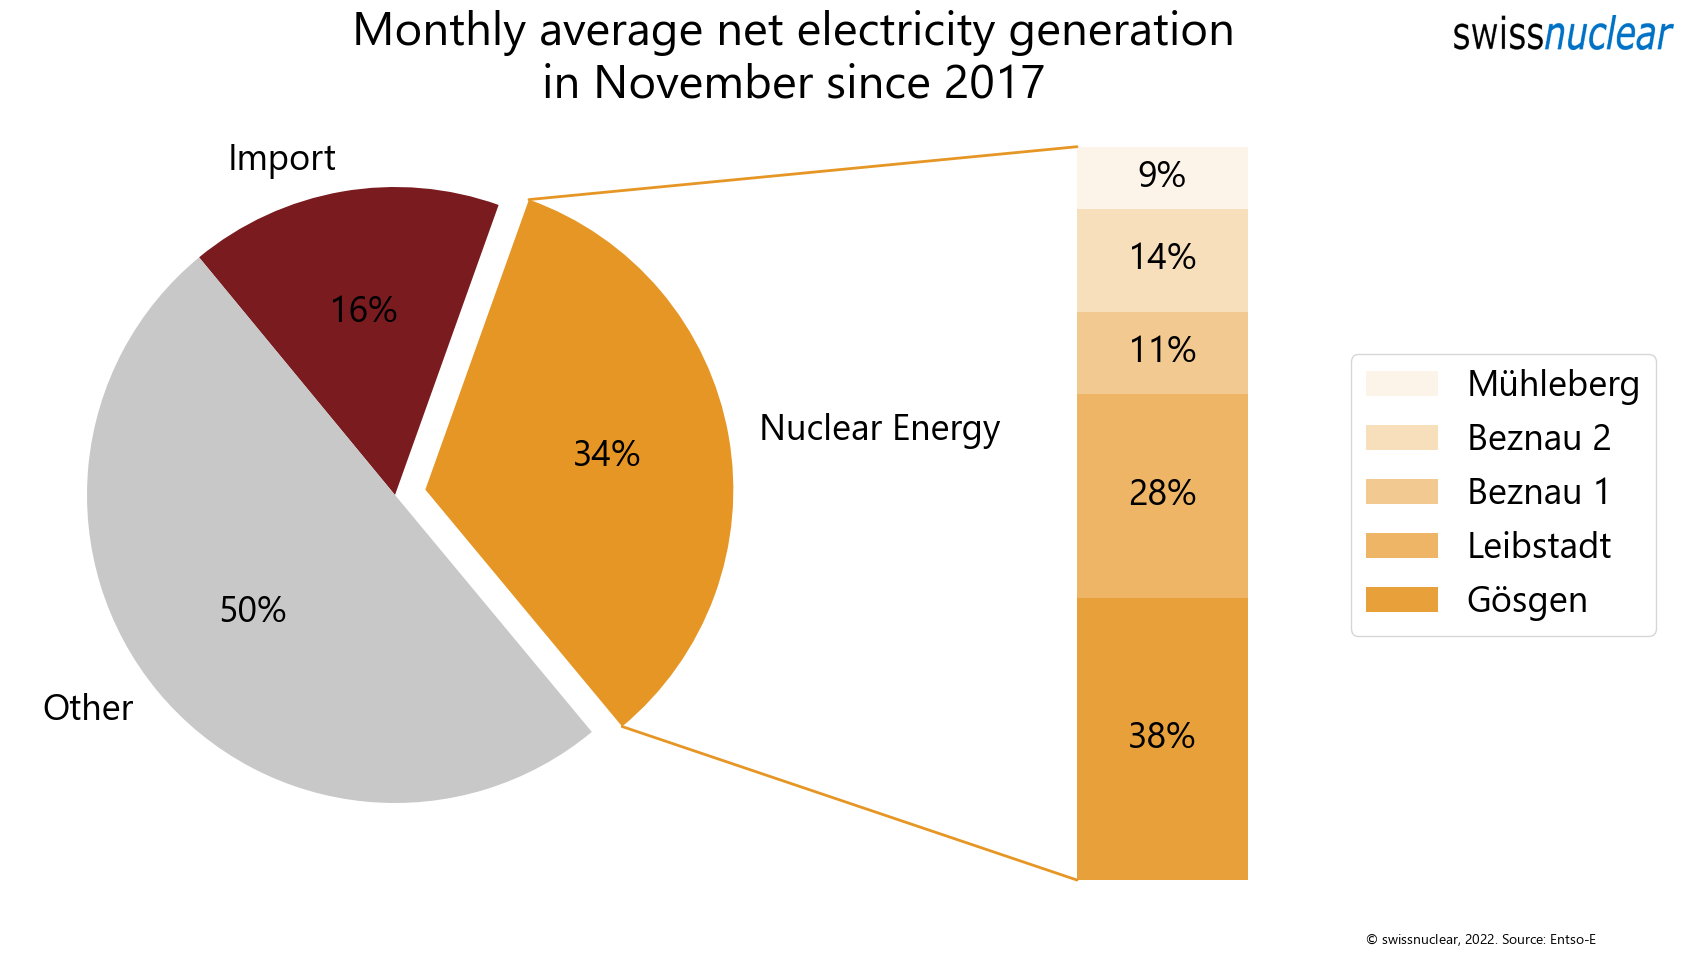 Monthly average net electricity generation
in November since 2017
swissnuclear
Import
16%
34%
Nuclear Energy
50%
Other
9%
14%
11%
28%
38%
Mühleberg
Beznau 2
Beznau 1
Leibstadt
Gösgen
© swissnuclear, 2022. Source: Entso-E